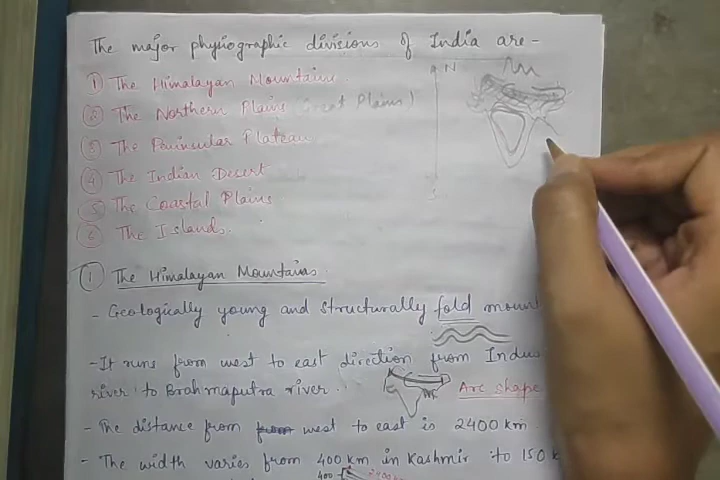 The major physiographic divisions of India are -
① The Himalayan Mountains.
② The Northern Plains (Great Plains)
③ The Peninsular Plateau
④ The Indian Desert
⑤ The Coastal Plains
⑥ The Islands.
N
S
① The Himalayan Mountains
- Geologically young and structurally fold mount
- It runs from west to east direction from Indus
river to Brahmaputra river.
Arc shape
- The distance from west to east is 2400 km.
- The width varies from 400 km in Kashmir to 150 k
400
2400 km